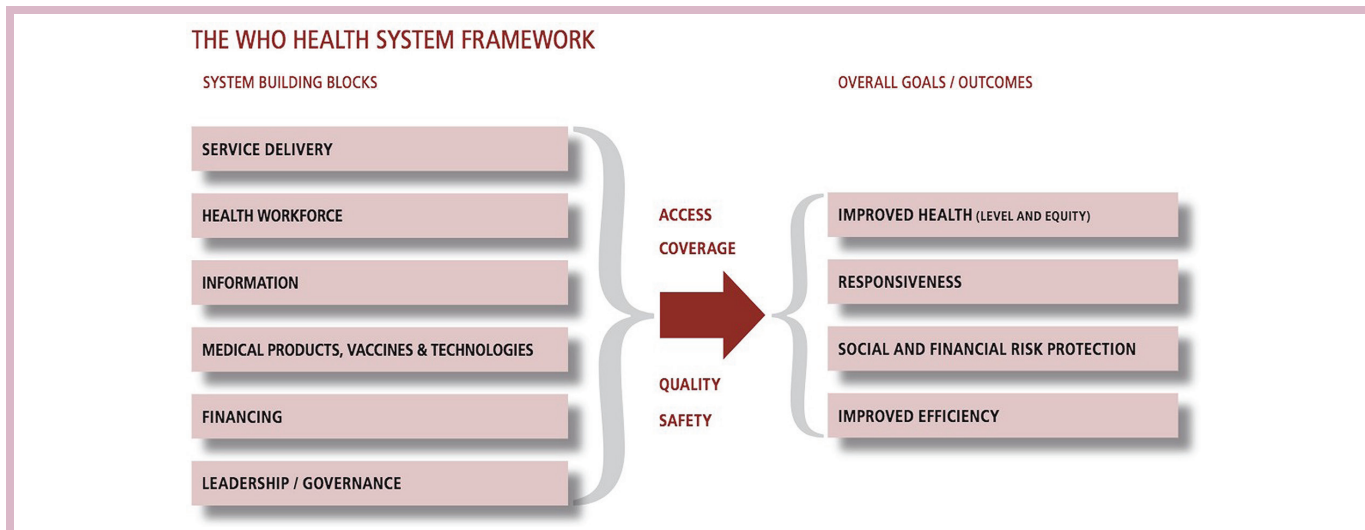 THE WHO HEALTH SYSTEM FRAMEWORK
SYSTEM BUILDING BLOCKS
OVERALL GOALS / OUTCOMES
SERVICE DELIVERY
HEALTH WORKFORCE
INFORMATION
MEDICAL PRODUCTS, VACCINES & TECHNOLOGIES
FINANCING
LEADERSHIP / GOVERNANCE
ACCESS
COVERAGE
QUALITY
SAFETY
IMPROVED HEALTH (LEVEL AND EQUITY)
RESPONSIVENESS
SOCIAL AND FINANCIAL RISK PROTECTION
IMPROVED EFFICIENCY